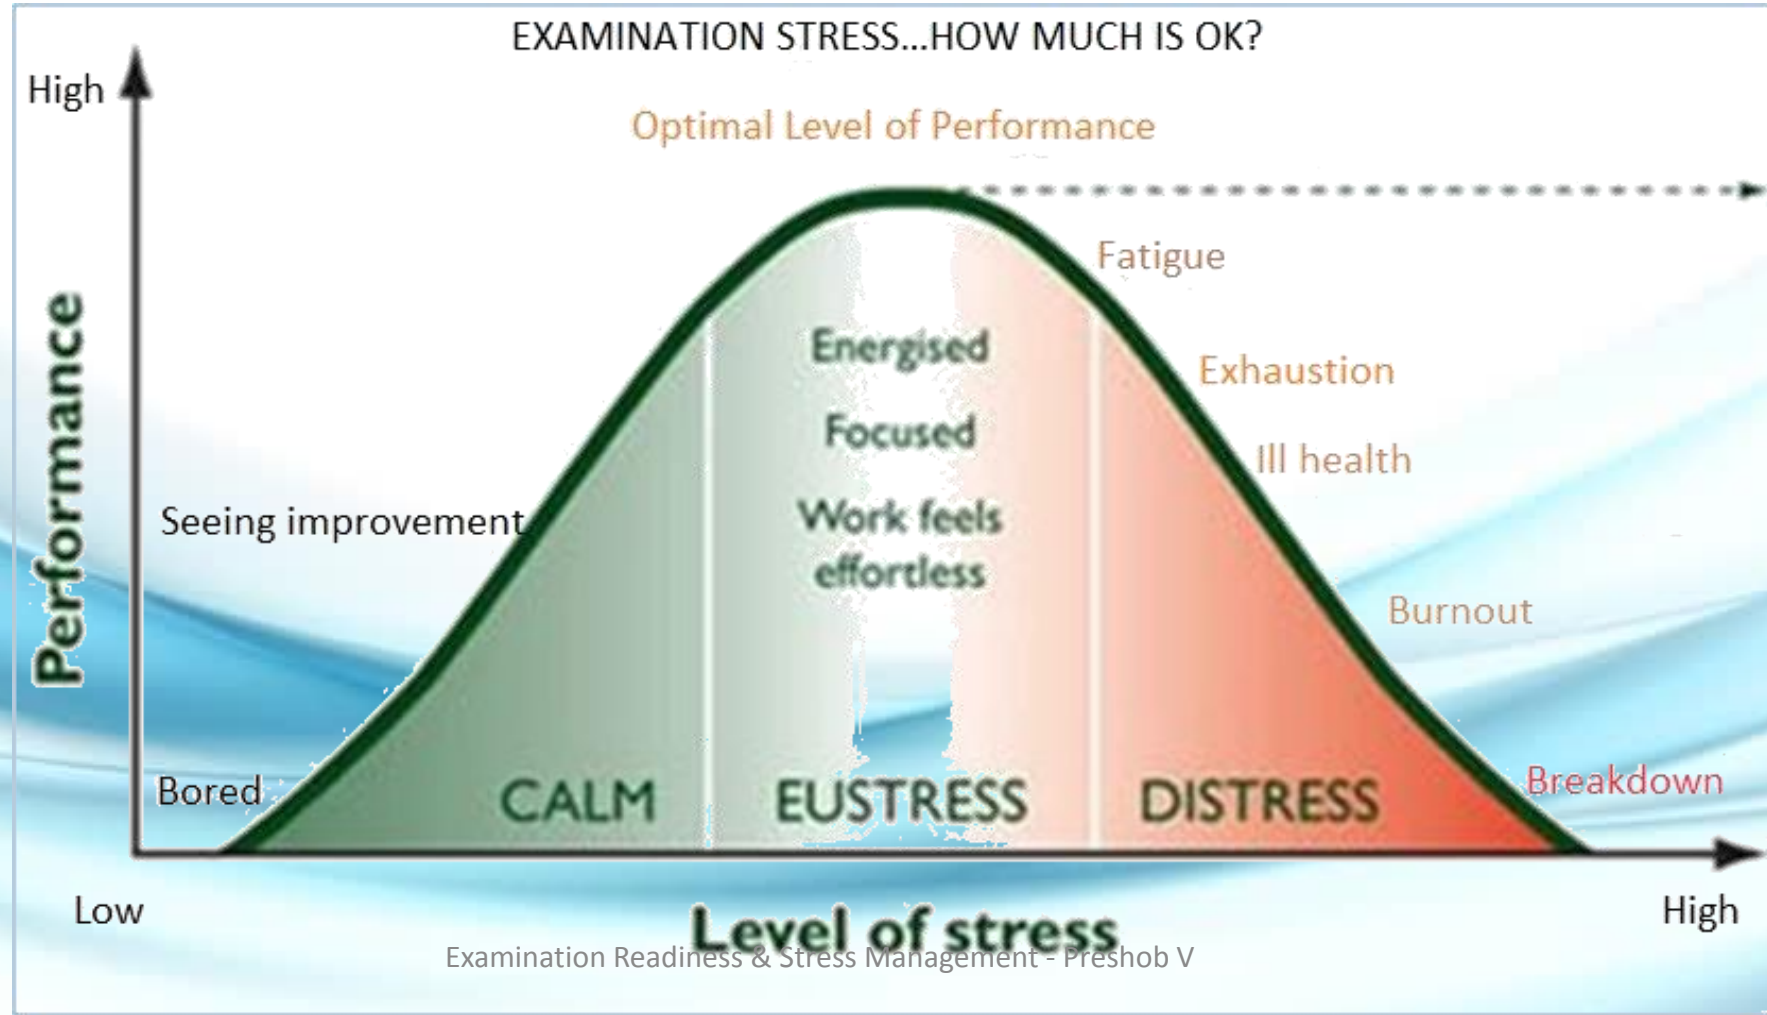 EXAMINATION STRESS...HOW MUCH IS OK?
High
Optimal Level of Performance
Fatigue
Energised
Exhaustion
Focused
Ill health
Seeing improvement
Work feels
effortless
Performance
Burnout
Bored
CALM
EUSTRESS
DISTRESS
Breakdown
Low
High
Level of stress
Examination Readiness & Stress Management - Preshob V